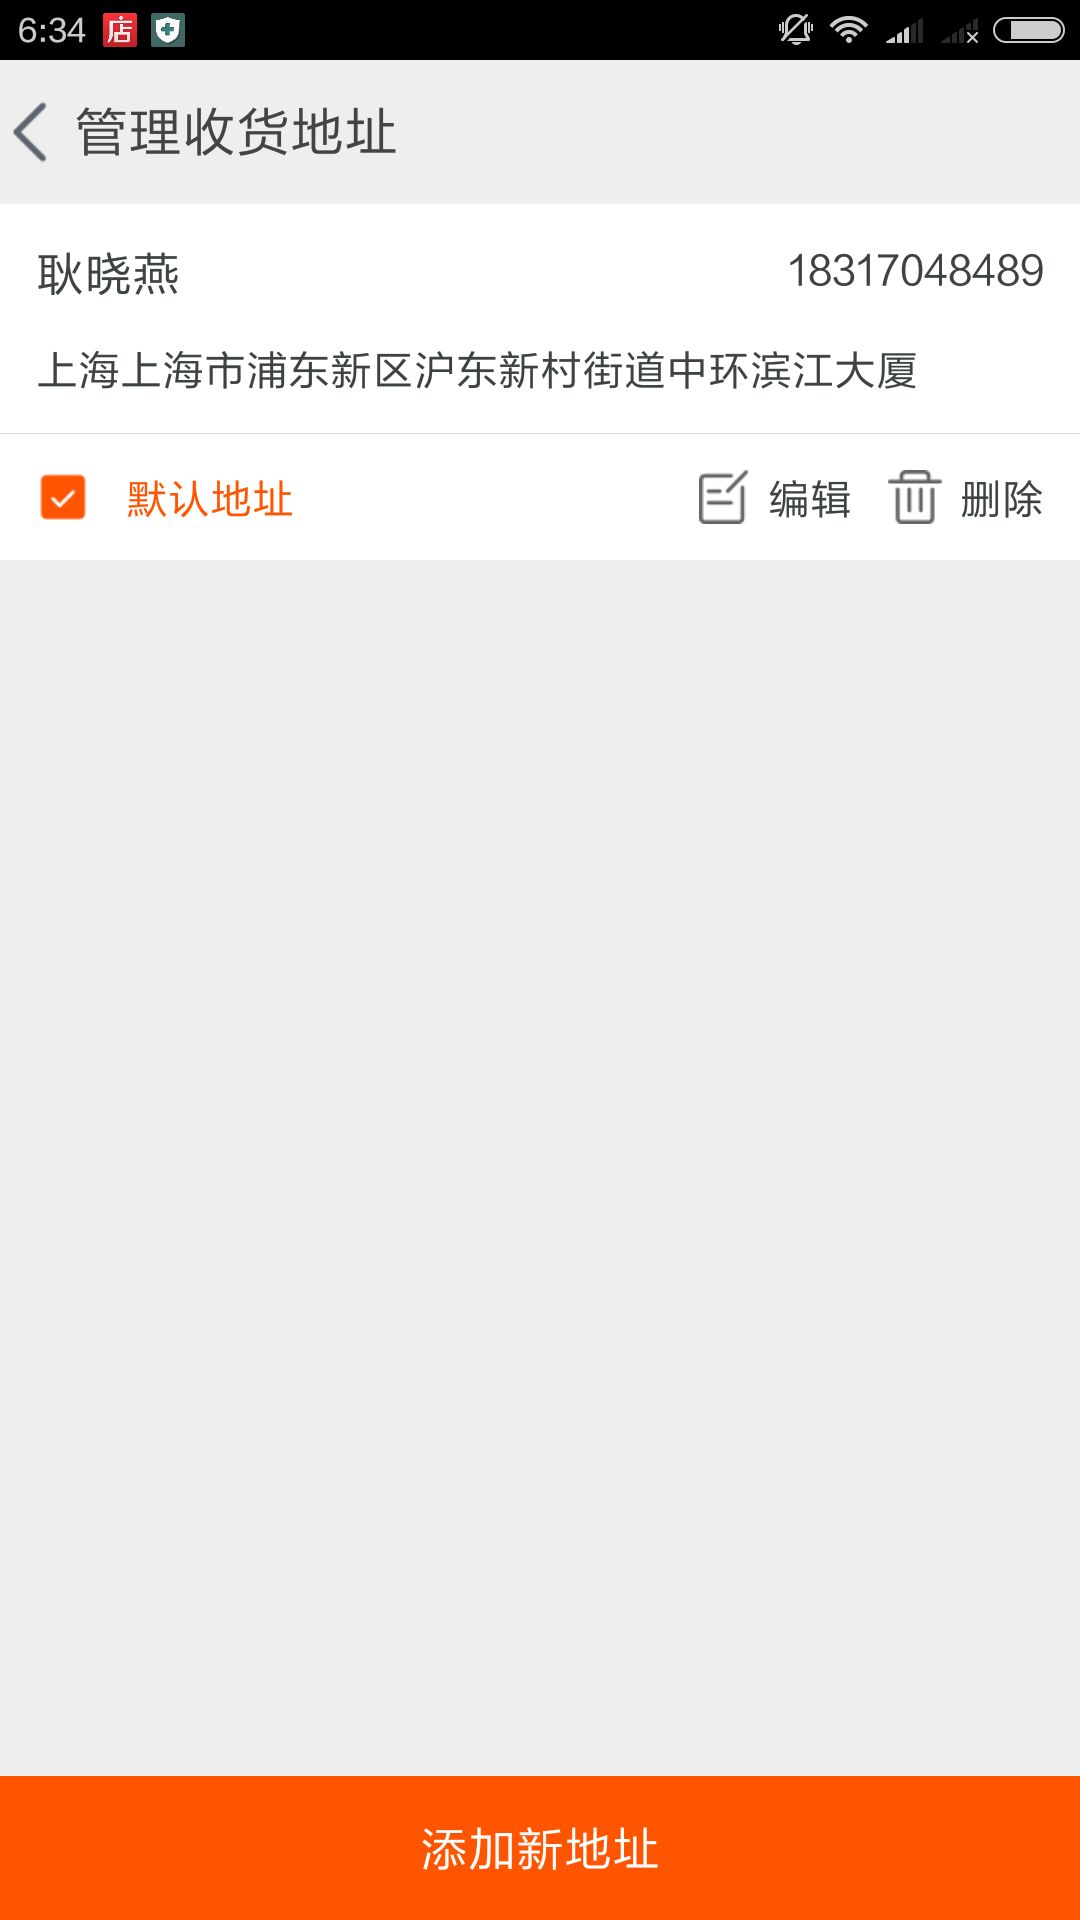 6:34 店
管理收货地址
耿晓燕 18317048489
上海上海市浦东新区沪东新村街道中环滨江大厦
默认地址 编辑 删除
添加新地址